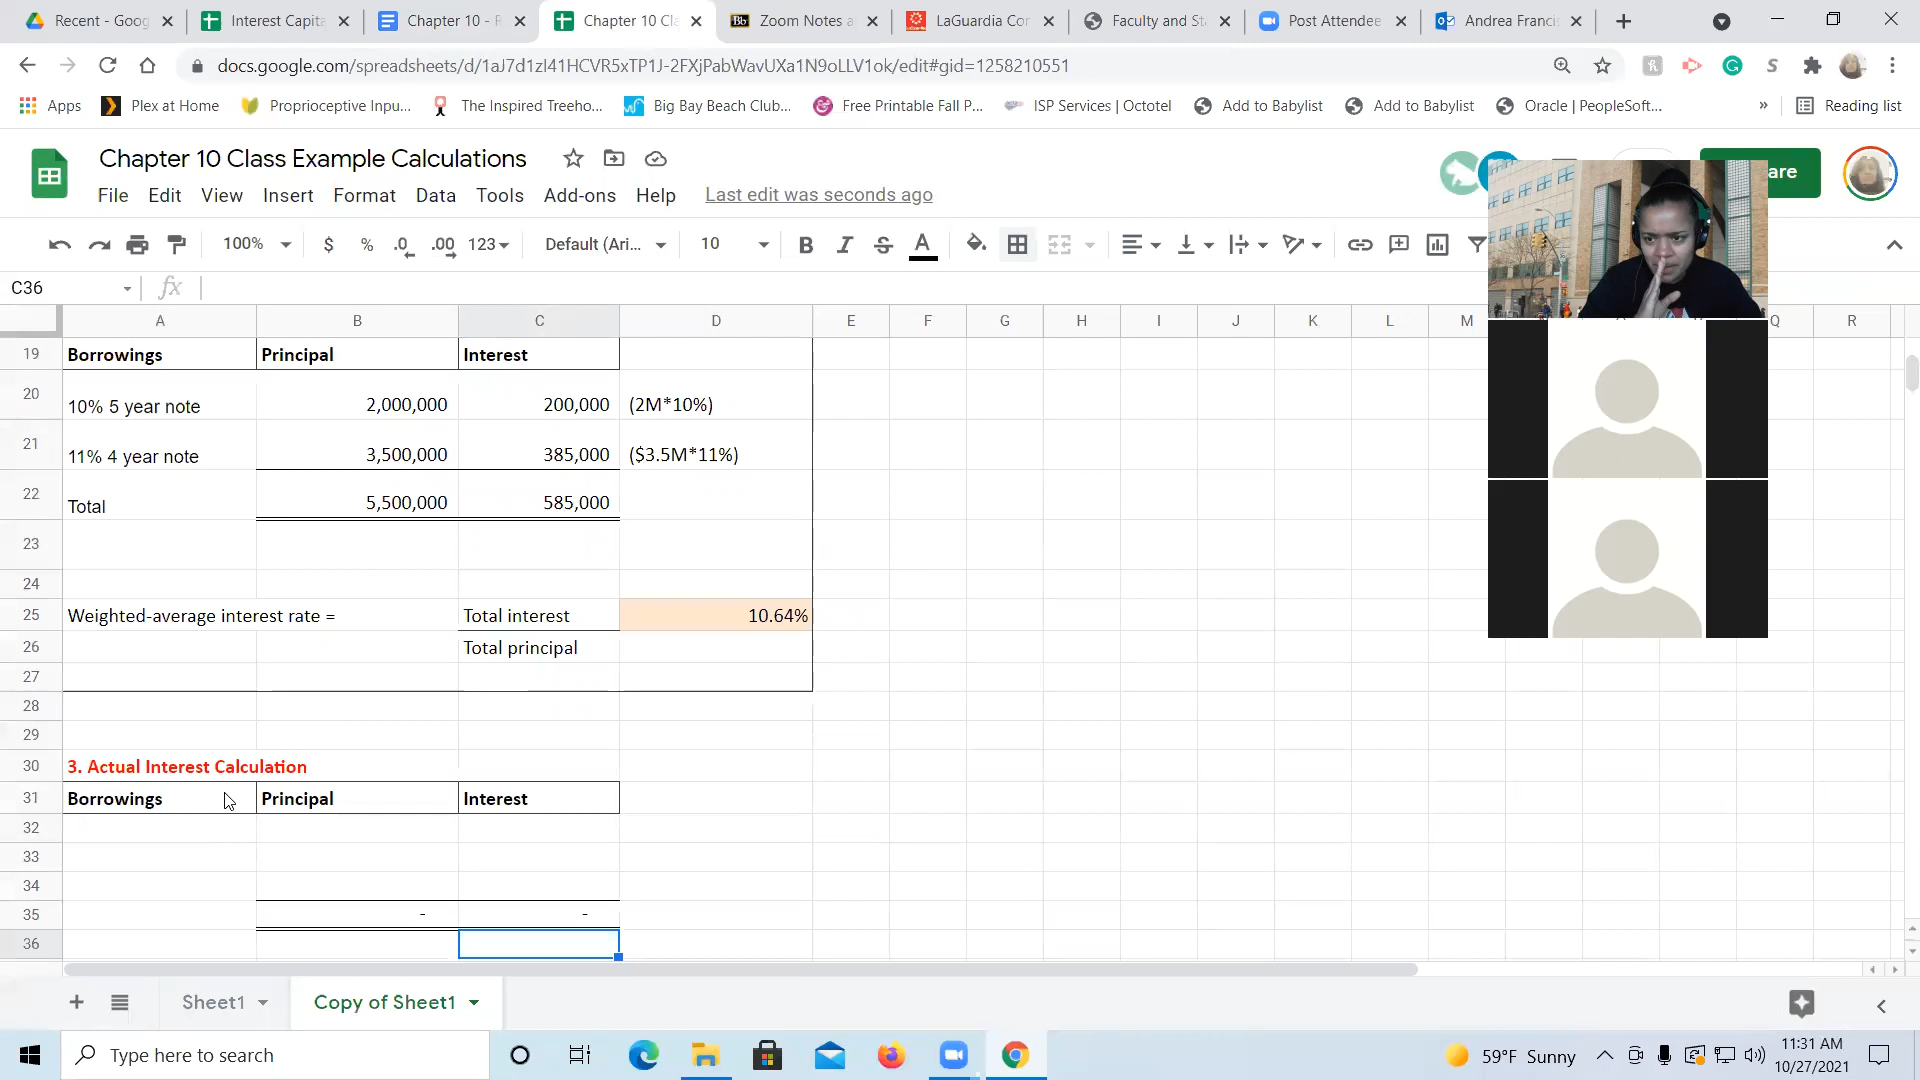 Recent - Goog
Interest Capita
Chapter 10 - R
Chapter 10 Cla
Zoom Notes a
LaGuardia Cor
Faculty and St
Post Attendee
Andrea Francis
docs.google.com/spreadsheets/d/1aJ7d1zI41HCVR5xTP1J-2FXjPabWavUXa1N9oLLV1ok/edit#gid=1258210551
Apps
Plex at Home
Proprioceptive Inpu...
The Inspired Treeho...
Big Bay Beach Club...
Free Printable Fall P...
ISP Services | Octotel
Add to Babylist
Add to Babylist
Oracle | PeopleSoft...
»
Reading list
Chapter 10 Class Example Calculations
are
File Edit View Insert Format Data Tools Add-ons Help Last edit was seconds ago
100% $ % .0 .00 123 Default (Ari... 10 B I S A
C36 fx
A B C D E F G H I J K L M Q R
19 Borrowings Principal Interest
20 10% 5 year note 2,000,000 200,000 (2M*10%)
21 11% 4 year note 3,500,000 385,000 ($3.5M*11%)
22 Total 5,500,000 585,000
23
24
25 Weighted-average interest rate = Total interest 10.64%
26 Total principal
27
28
29
30 3. Actual Interest Calculation
31 Borrowings Principal Interest
32
33
34
35 - -
36
Sheet1 Copy of Sheet1
Type here to search
59°F Sunny
11:31 AM
10/27/2021